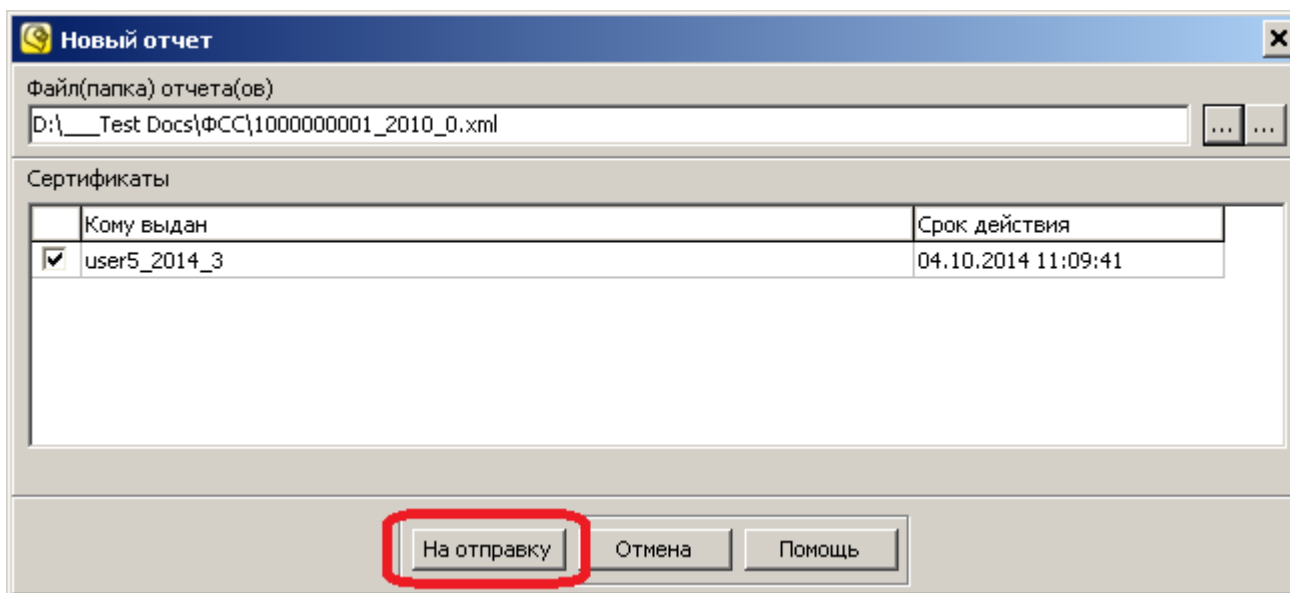 Новый отчет
Файл(папка) отчета(ов)
D:\___Test Docs\ФСС\1000000001_2010_0.xml ... ...
Сертификаты
Кому выдан Срок действия
user5_2014_3 04.10.2014 11:09:41
На отправку Отмена Помощь